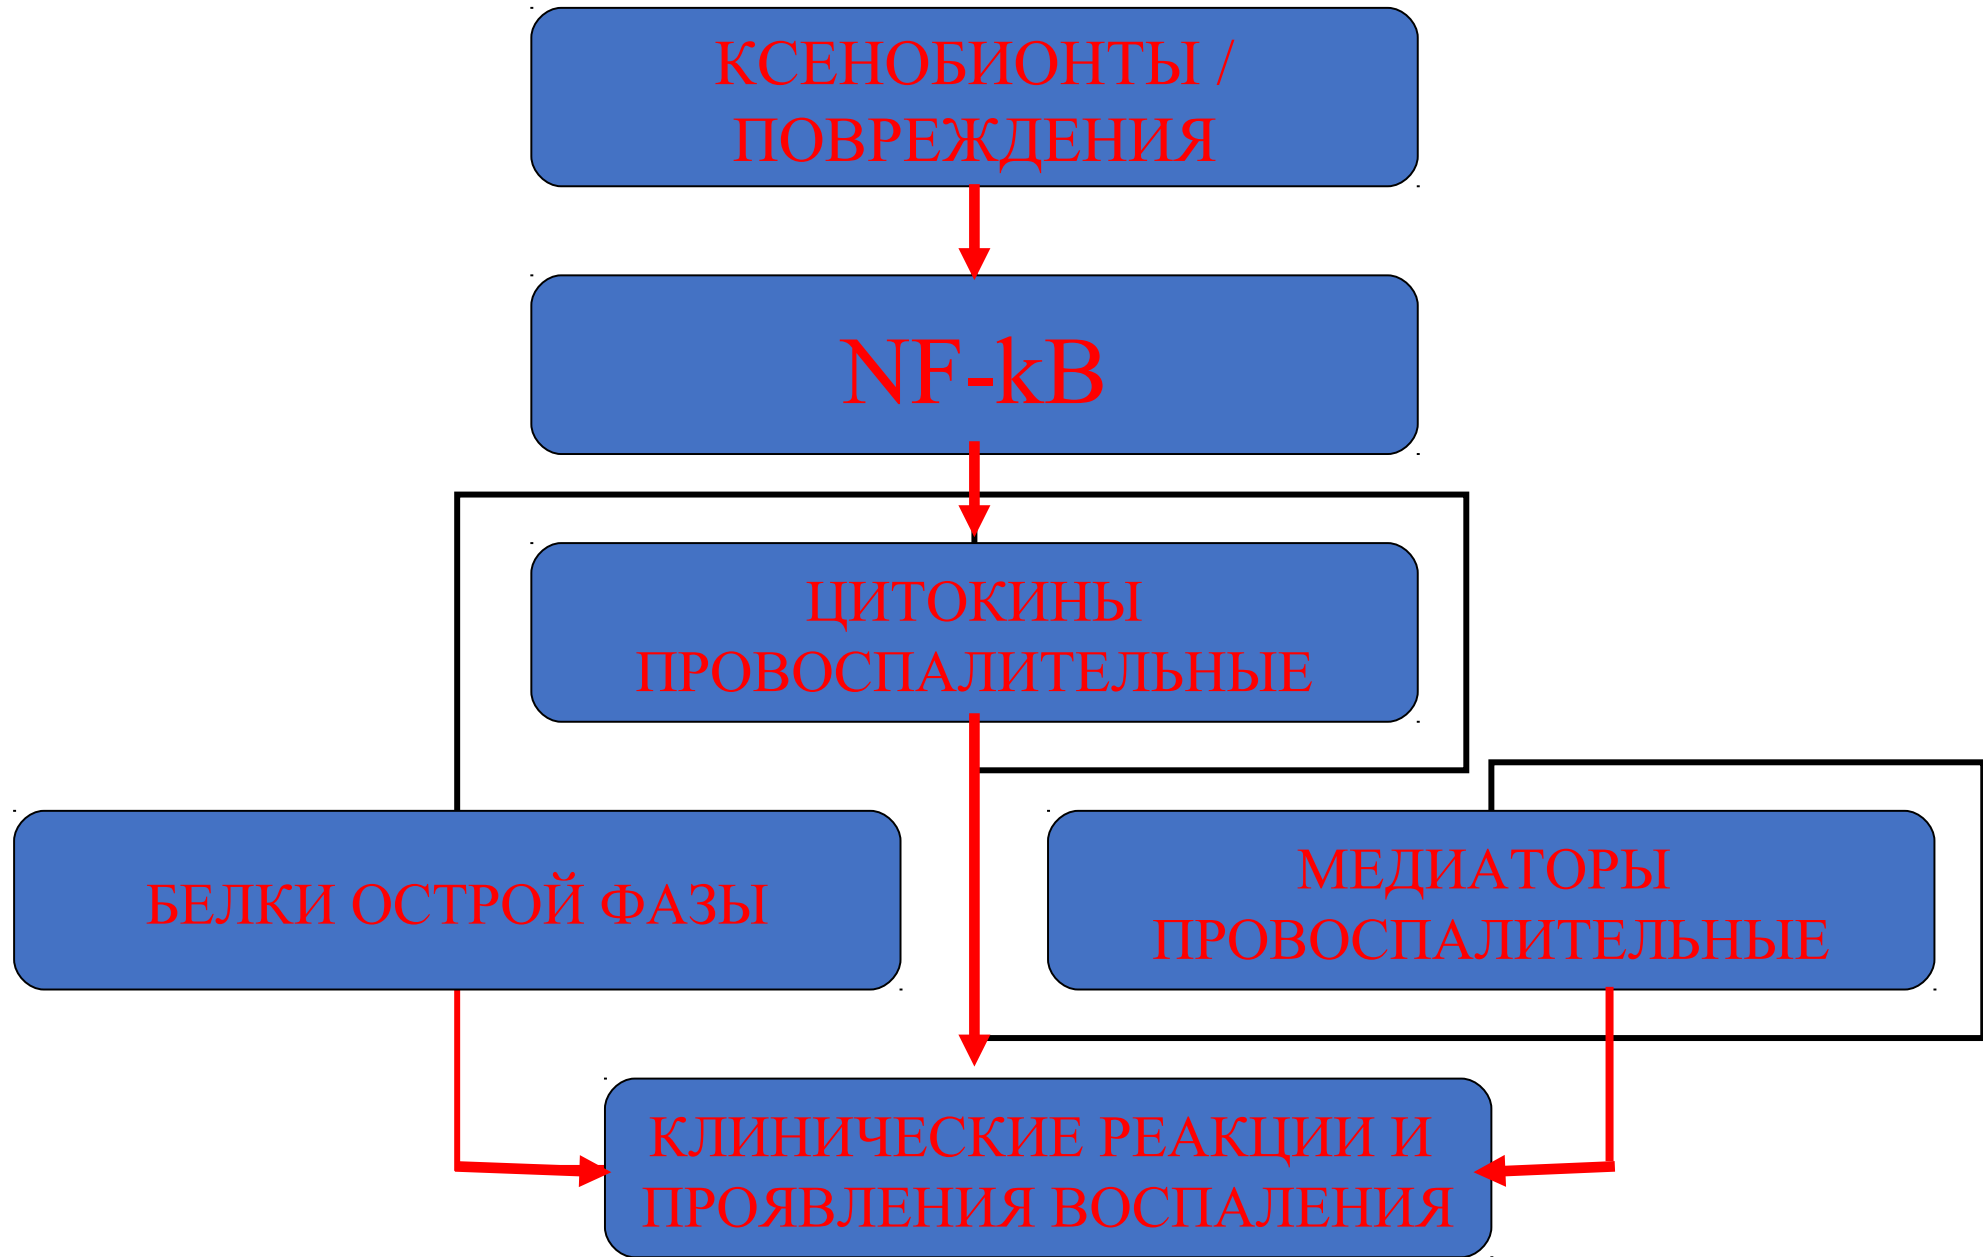 КСЕНОБИОНТЫ /
ПОВРЕЖДЕНИЯ
NF-kB
ЦИТОКИНЫ
ПРОВОСПАЛИТЕЛЬНЫЕ
БЕЛКИ ОСТРОЙ ФАЗЫ
МЕДИАТОРЫ
ПРОВОСПАЛИТЕЛЬНЫЕ
КЛИНИЧЕСКИЕ РЕАКЦИИ И
ПРОЯВЛЕНИЯ ВОСПАЛЕНИЯ